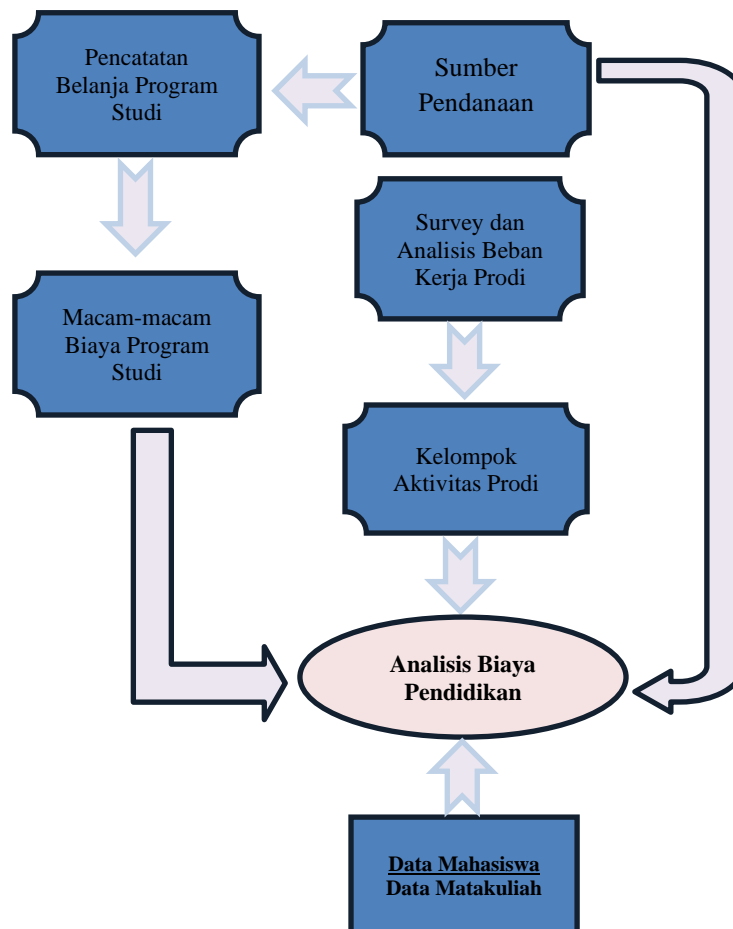 Pencatatan
Belanja Program
Studi
Sumber
Pendanaan
Survey dan
Analisis Beban
Kerja Prodi
Macam-macam
Biaya Program
Studi
Kelompok
Aktivitas Prodi
Analisis Biaya
Pendidikan
Data Mahasiswa
Data Matakuliah